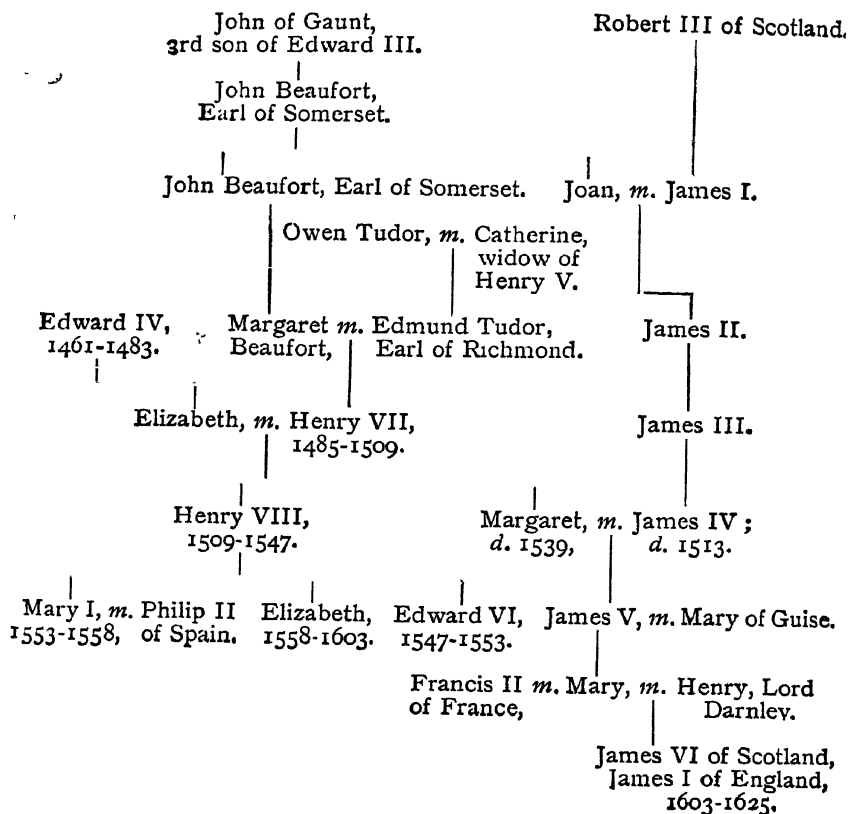 John of Gaunt,
3rd son of Edward III.
Robert III of Scotland.
John Beaufort,
Earl of Somerset.
John Beaufort, Earl of Somerset.
Joan, m. James I.
Owen Tudor, m. Catherine,
widow of
Henry V.
Edward IV,
1461-1483.
Margaret m. Edmund Tudor,
Beaufort, Earl of Richmond.
James II.
Elizabeth, m. Henry VII,
1485-1509.
James III.
Henry VIII,
1509-1547.
Margaret, m. James IV;
d. 1539, d. 1513.
Mary I, m. Philip II
1553-1558, of Spain.
Elizabeth,
1558-1603.
Edward VI,
1547-1553.
James V, m. Mary of Guise.
Francis II m. Mary, m. Henry, Lord
of France, Darnley.
James VI of Scotland,
James I of England,
1603-1625.